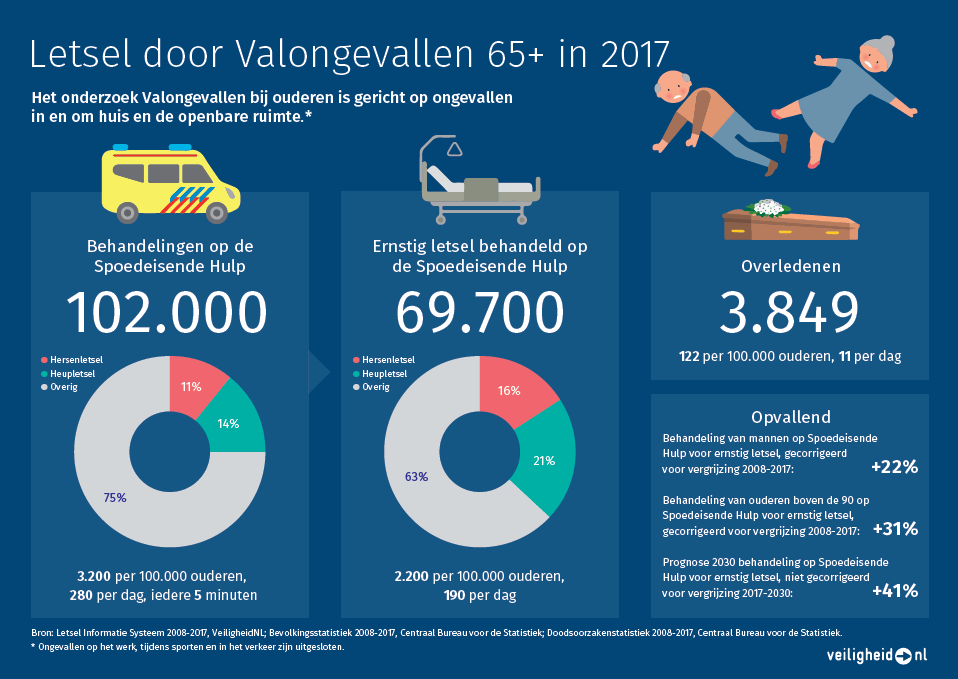 Letsel door Valongevallen 65+ in 2017
Het onderzoek Valongevallen bij ouderen is gericht op ongevallen
in en om huis en de openbare ruimte.*
Behandelingen op de
Spoedeisende Hulp
102.000
Hersenletsel
Heupletsel
Overig
11%
14%
75%
3.200 per 100.000 ouderen,
280 per dag, iedere 5 minuten
Ernstig letsel behandeld op
de Spoedeisende Hulp
69.700
Hersenletsel
Heupletsel
Overig
16%
21%
63%
2.200 per 100.000 ouderen,
190 per dag
Overledenen
3.849
122 per 100.000 ouderen, 11 per dag
Opvallend
Behandeling van mannen op Spoedeisende
Hulp voor ernstig letsel, gecorrigeerd
voor vergrijzing 2008-2017: +22%
Behandeling van ouderen boven de 90 op
Spoedeisende Hulp voor ernstig letsel,
gecorrigeerd voor vergrijzing 2008-2017: +31%
Prognose 2030 behandeling op Spoedeisende
Hulp voor ernstig letsel, niet gecorrigeerd
voor vergrijzing 2017-2030: +41%
Bron: Letsel Informatie Systeem 2008-2017, VeiligheidNL; Bevolkingsstatistiek 2008-2017, Centraal Bureau voor de Statistiek; Doodsoorzakenstatistiek 2008-2017, Centraal Bureau voor de Statistiek.
* Ongevallen op het werk, tijdens sporten en in het verkeer zijn uitgesloten.
veiligheid nl